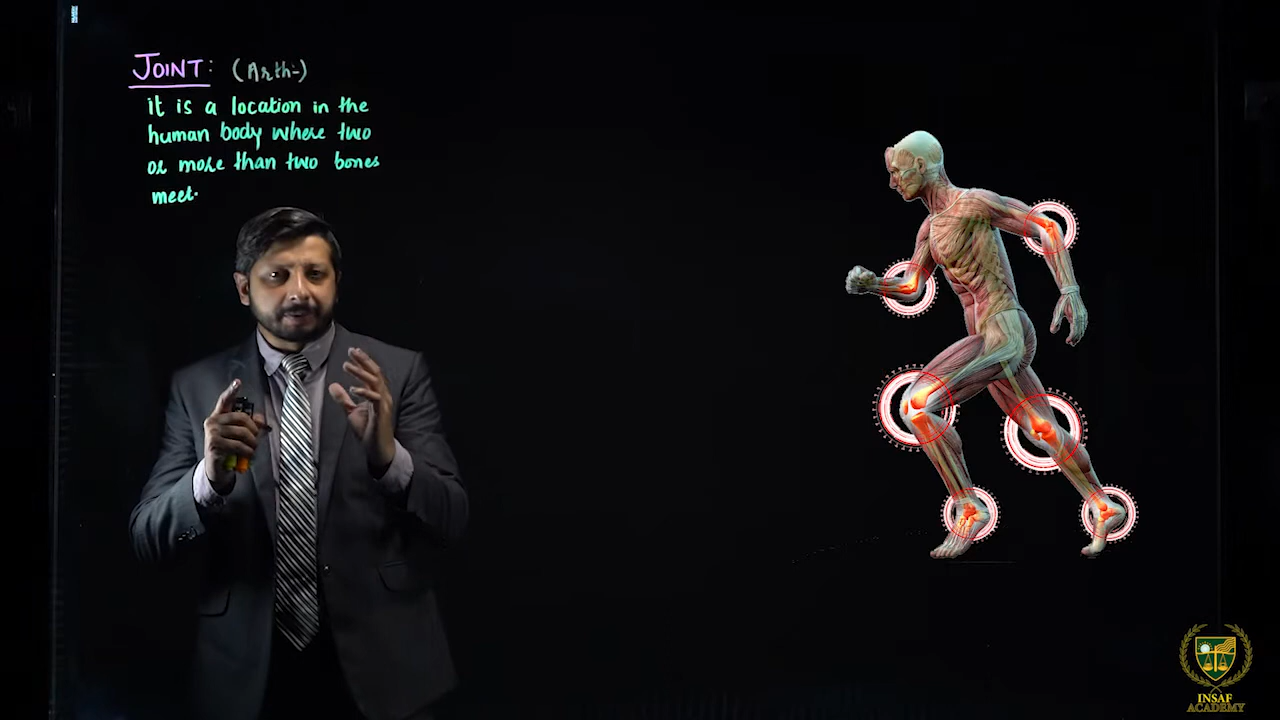 JOINT: (Arth-)
it is a location in the
human body where two
or more than two bones
meet.
INSAF
ACADEMY